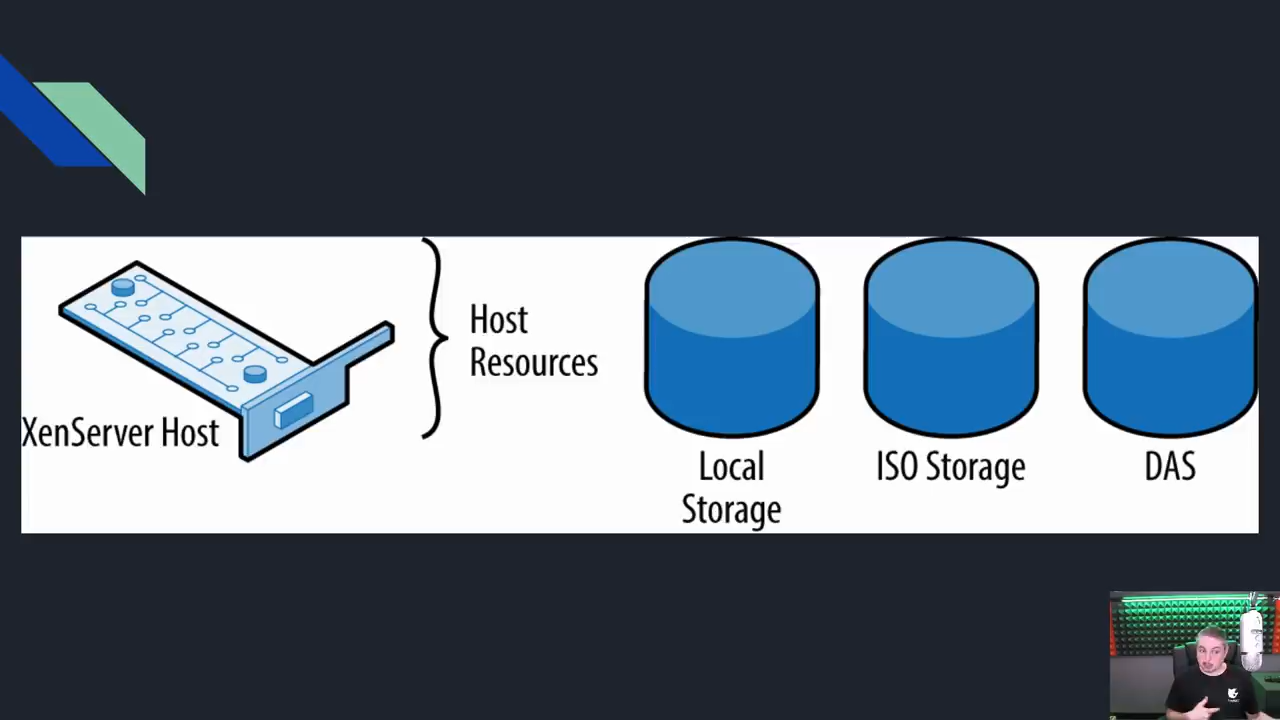 XenServer Host
Host
Resources
Local
Storage
ISO Storage
DAS